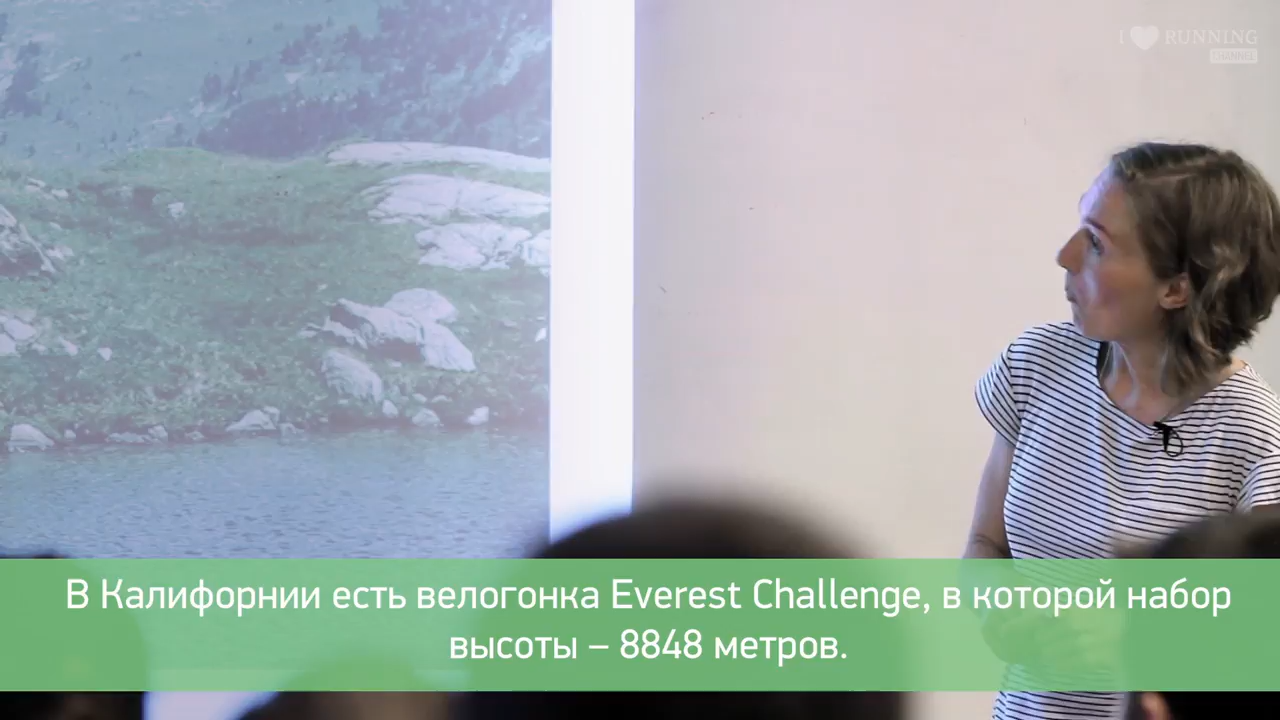 I ❤ RUNNING
CHANNEL
В Калифорнии есть велогонка Everest Challenge, в которой набор
высоты – 8848 метров.